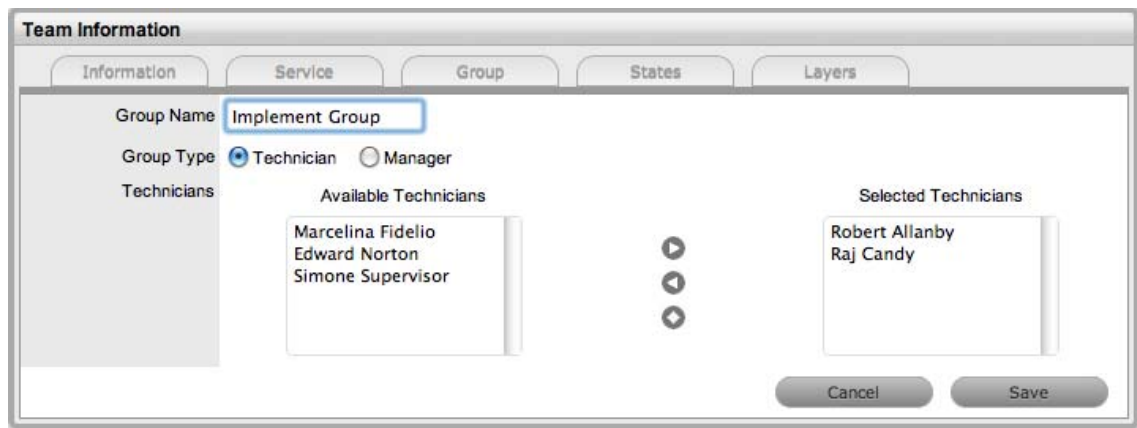 Team Information
Information Service Group States Layers
Group Name Implement Group
Group Type Technician Manager
Technicians Available Technicians Selected Technicians
Marcelina Fidelio Robert Allanby
Edward Norton Raj Candy
Simone Supervisor
Cancel Save